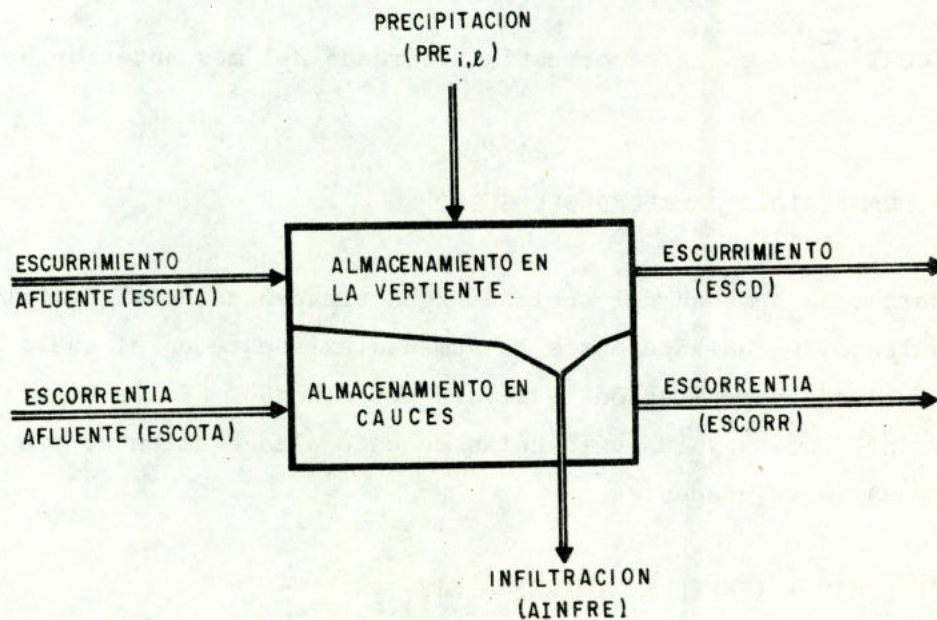 PRECIPITACION
(PRE i,ℓ)
ESCURRIMIENTO
AFLUENTE (ESCUTA)
ALMACENAMIENTO EN
LA VERTIENTE
ESCURRIMIENTO
(ESCD)
ESCORRENTIA
AFLUENTE (ESCOTA)
ALMACENAMIENTO EN
CAUCES
ESCORRENTIA
(ESCORR)
INFILTRACION
(AINFRE)